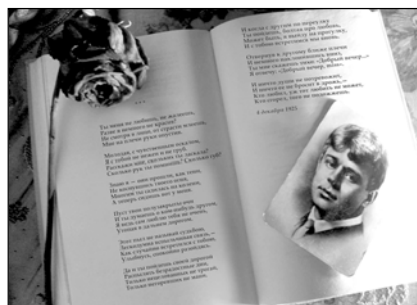 * * *
Ты меня не любишь, не жалеешь,
Разве я немного не красив?
Не смотря в лицо, от страсти млеешь,
Мне на плечи руки опустив.
Молодая, с чувственным оскалом,
Я с тобой не нежен и не груб.
Расскажи мне, скольких ты ласкала?
Сколько рук ты помнишь? Сколько губ?
Знаю я — они прошли, как тени,
Не коснувшись твоего огня,
Многим ты садилась на колени,
А теперь сидишь вот у меня.
Пусть твои полузакрыты очи
И ты думаешь о ком-нибудь другом,
Я ведь сам люблю тебя не очень,
Утопая в дальнем дорогом.
Этот пыл не называй судьбою,
Легкодумна вспыльчивая связь, —
Как случайно встретился с тобою,
Улыбнусь, спокойно разойдясь.
Да и ты пойдешь своей дорогой
Распылять безрадостные дни,
Только нецелованных не трогай,
Только негоревших не мани.
И когда с другим по переулку
Ты пойдешь, болтая про любовь,
Может быть, я выйду на прогулку,
И с тобою встретимся мы вновь.
Отвернув к другому ближе плечи
И немного наклонившись вниз,
Ты мне скажешь тихо: «Добрый вечер...»
Я отвечу: «Добрый вечер, miss».
И ничто души не потревожит,
И ничто ее не бросит в дрожь, —
Кто любил, уж тот любить не может,
Кто сгорел, того не подожжешь.
4 декабря 1925